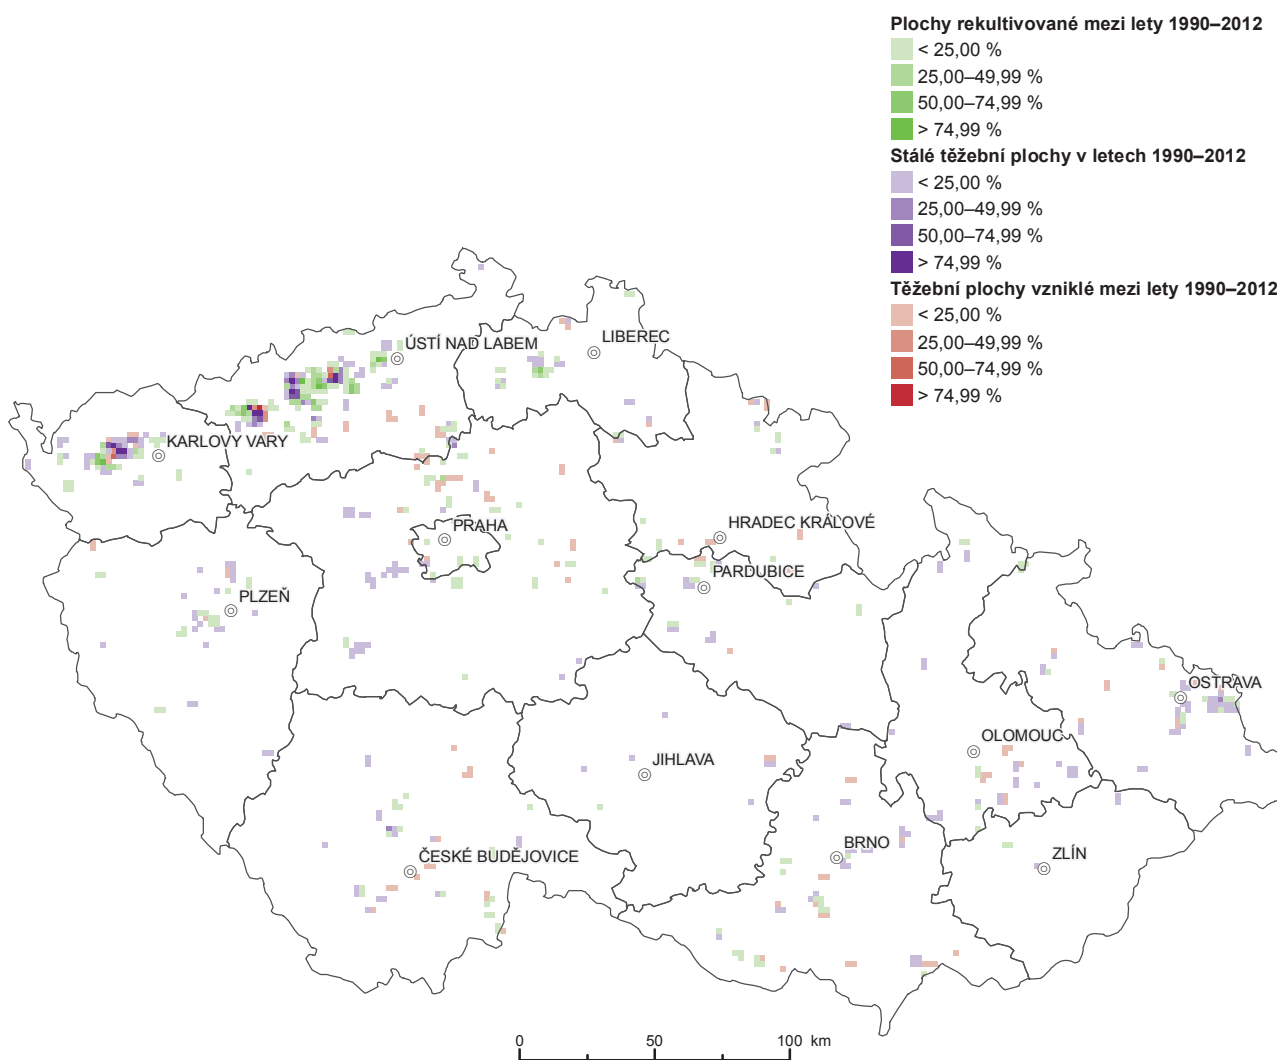 Plochy rekultivované mezi lety 1990–2012
< 25,00 %
25,00–49,99 %
50,00–74,99 %
> 74,99 %
Stálé těžební plochy v letech 1990–2012
< 25,00 %
25,00–49,99 %
50,00–74,99 %
> 74,99 %
Těžební plochy vzniklé mezi lety 1990–2012
< 25,00 %
25,00–49,99 %
50,00–74,99 %
> 74,99 %
LIBEREC
ÚSTÍ NAD LABEM
KARLOVY VARY
HRADEC KRÁLOVÉ
PRAHA
PARDUBICE
PLZEŇ
OSTRAVA
OLOMOUC
JIHLAVA
BRNO
ZLÍN
ČESKÉ BUDĚJOVICE
0 50 100 km